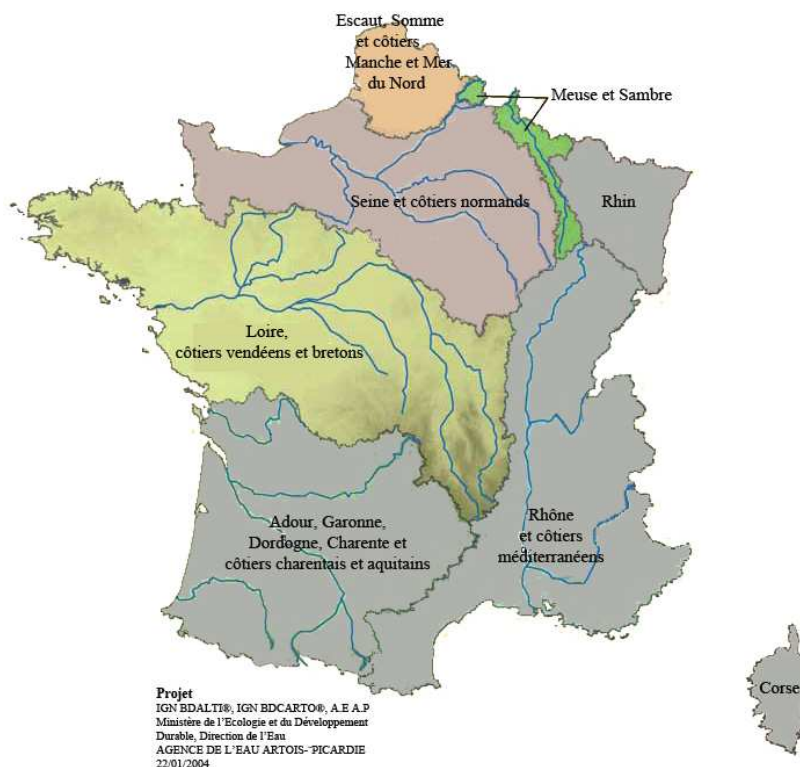 Escaut, Somme
et côtiers
Manche et Mer
du Nord
Meuse et Sambre
Seine et côtiers normands
Rhin
Loire,
côtiers vendéens et bretons
Adour, Garonne,
Dordogne, Charente et
côtiers charentais et aquitains
Rhône
et côtiers
méditerranéens
Corse
Projet
IGN BDALTI®, IGN BDCARTO®, A.E A.P
Ministère de l'Ecologie et du Développement
Durable, Direction de l'Eau
AGENCE DE L'EAU ARTOIS-¨PICARDIE
22/01/2004